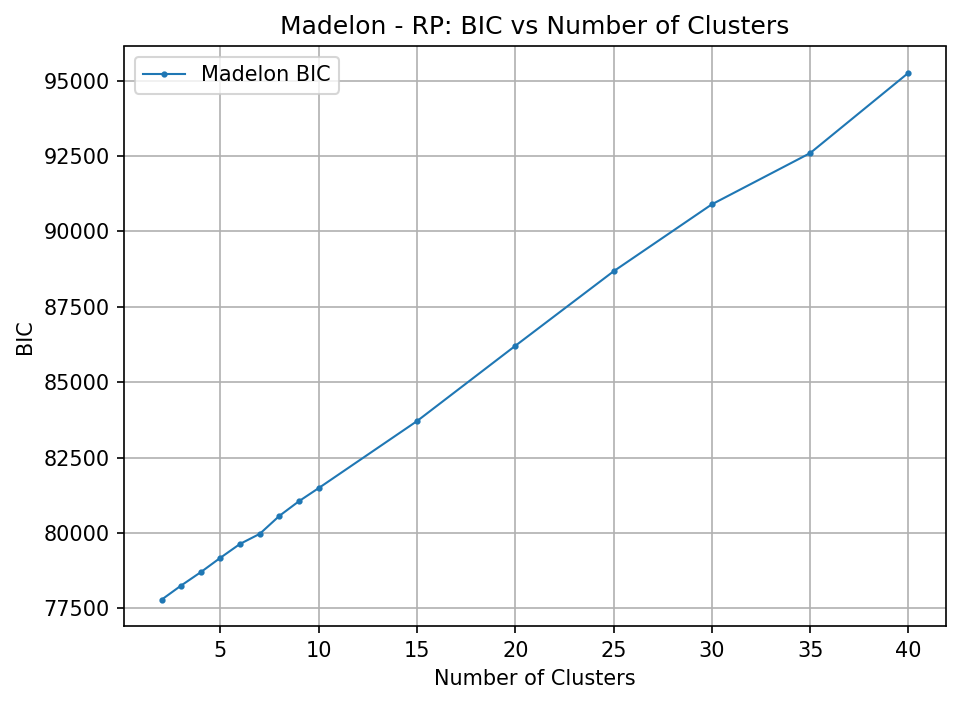 Madelon - RP: BIC vs Number of Clusters
Madelon BIC
95000
92500
90000
87500
85000
82500
80000
77500
BIC
5 10 15 20 25 30 35 40
Number of Clusters